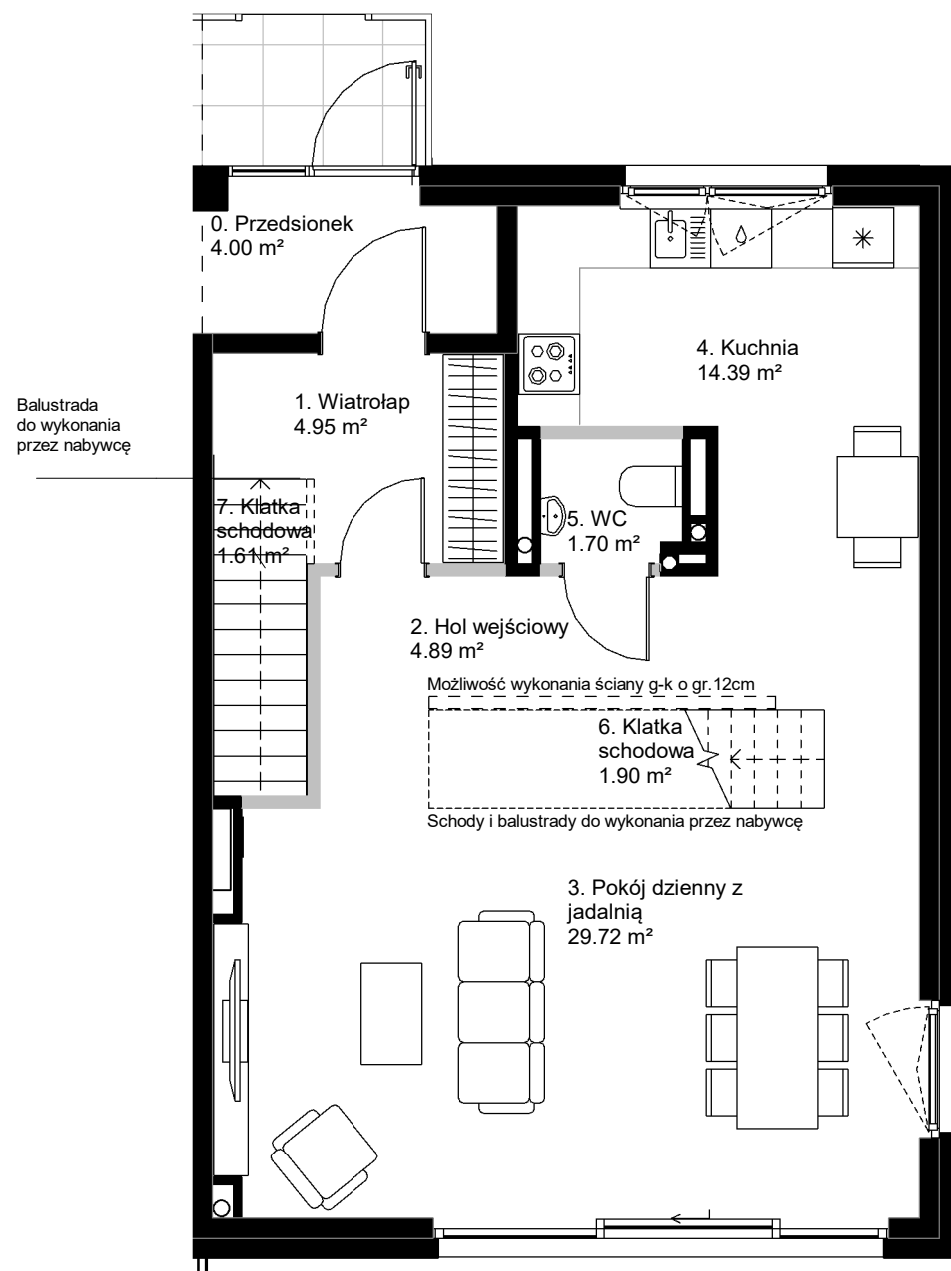 0. Przedsionek
4.00 m²
4. Kuchnia
14.39 m²
1. Wiatrołap
4.95 m²
Balustrada
do wykonania
przez nabywcę
7. Klatka
schodowa
1.61 m²
5. WC
1.70 m²
2. Hol wejściowy
4.89 m²
Możliwość wykonania ściany g-k o gr.12cm
6. Klatka
schodowa
1.90 m²
Schody i balustrady do wykonania przez nabywcę
3. Pokój dzienny z
jadalnią
29.72 m²